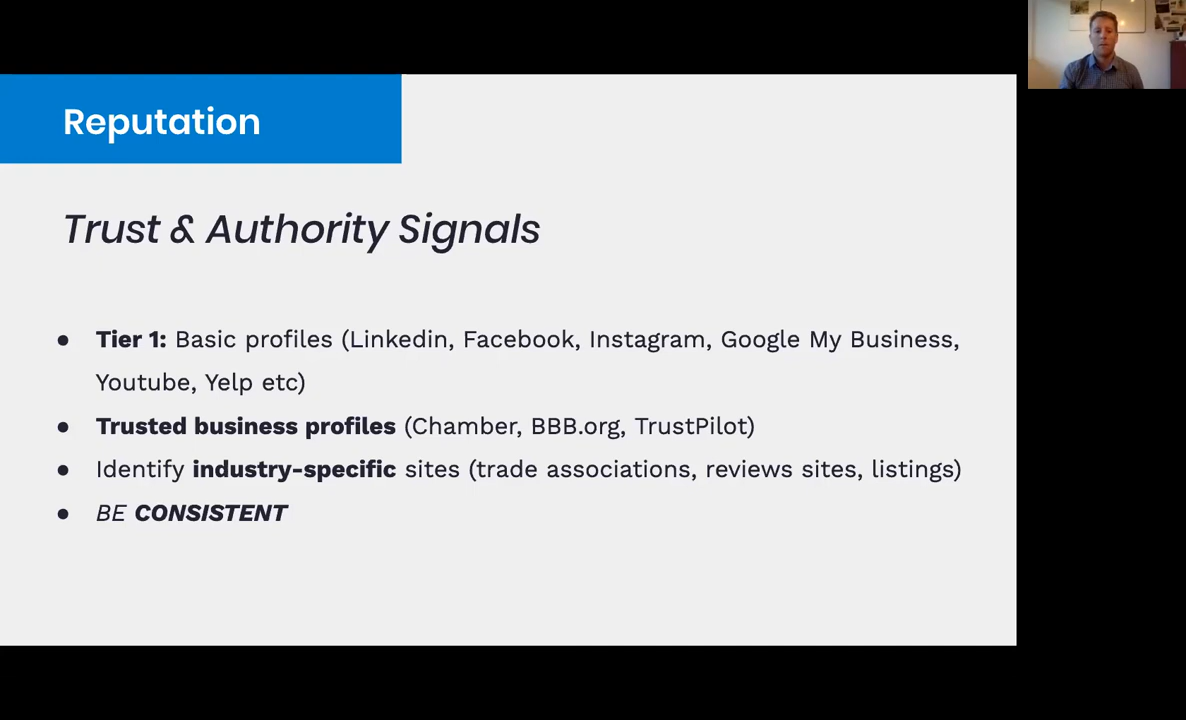 Reputation
Trust & Authority Signals
● Tier 1: Basic profiles (Linkedin, Facebook, Instagram, Google My Business,
Youtube, Yelp etc)
● Trusted business profiles (Chamber, BBB.org, TrustPilot)
● Identify industry-specific sites (trade associations, reviews sites, listings)
● BE CONSISTENT